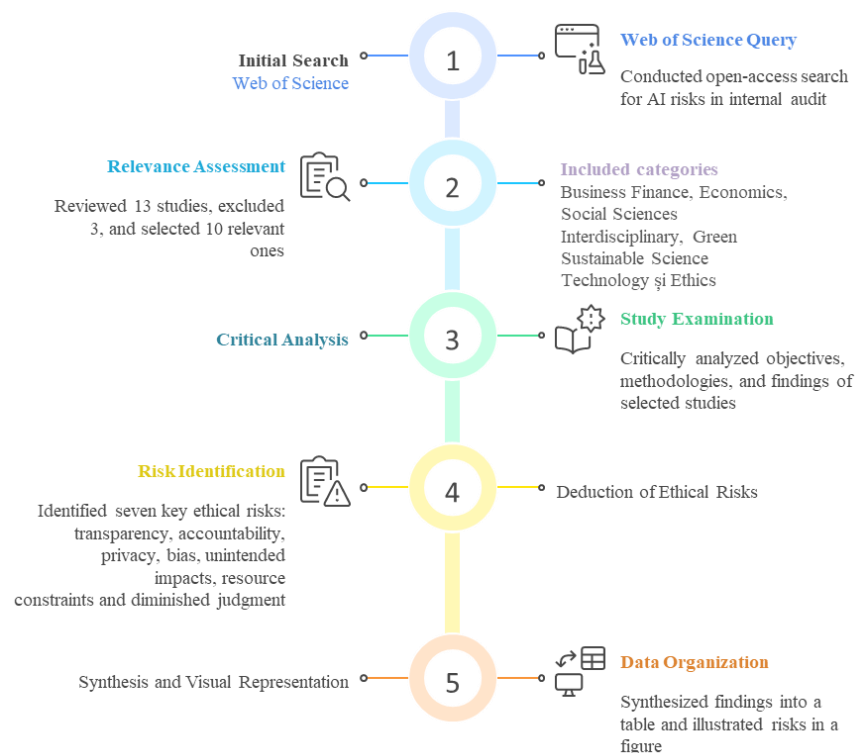 1
Initial Search
Web of Science
Web of Science Query
Conducted open-access search
for AI risks in internal audit
2
Relevance Assessment
Reviewed 13 studies, excluded
3, and selected 10 relevant
ones
Included categories
Business Finance, Economics,
Social Sciences
Interdisciplinary, Green
Sustainable Science
Technology și Ethics
3
Critical Analysis
Study Examination
Critically analyzed objectives,
methodologies, and findings of
selected studies
4
Risk Identification
Identified seven key ethical risks:
transparency, accountability,
privacy, bias, unintended
impacts, resource
constraints and diminished judgment
Deduction of Ethical Risks
5
Synthesis and Visual Representation
Data Organization
Synthesized findings into a
table and illustrated risks in a
figure